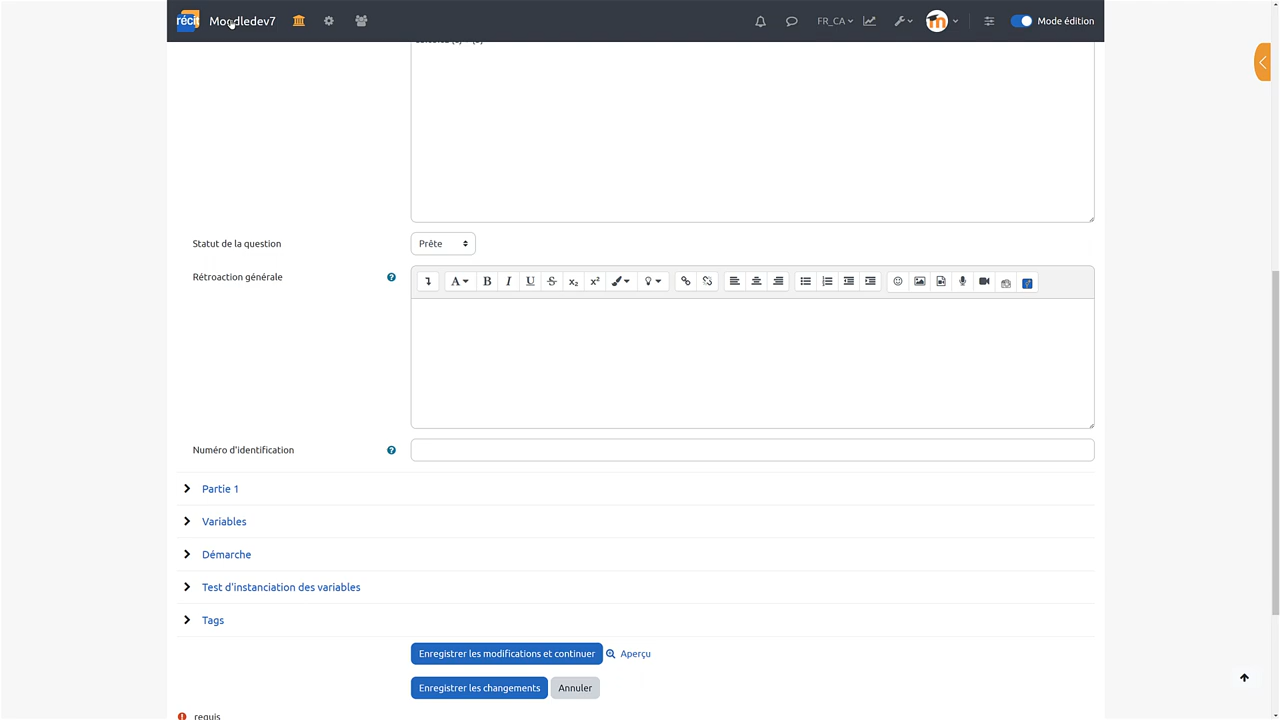 récit Moodledev7 FR_CA Mode édition
Statut de la question Prête
Rétroaction générale
Numéro d'identification
Partie 1
Variables
Démarche
Test d'instanciation des variables
Tags
Enregistrer les modifications et continuer Aperçu
Enregistrer les changements Annuler
requis